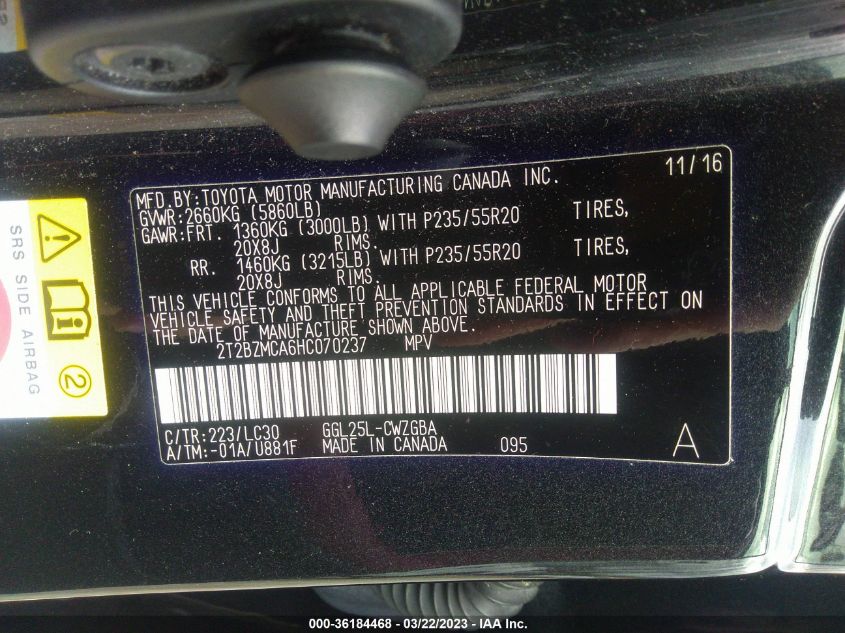 MFD.BY:TOYOTA MOTOR MANUFACTURING CANADA INC. 11/16
GVWR:2660KG (5860LB)
GAWR:FRT. 1360KG (3000LB) WITH P235/55R20 TIRES,
20X8J RIMS.
RR. 1460KG (3215LB) WITH P235/55R20 TIRES,
20X8J RIMS.
THIS VEHICLE CONFORMS TO ALL APPLICABLE FEDERAL MOTOR
VEHICLE SAFETY AND THEFT PREVENTION STANDARDS IN EFFECT ON
THE DATE OF MANUFACTURE SHOWN ABOVE.
2T2BZMCA6HC070237 MPV
C/TR:223/LC30 GGL25L-CWZGBA
A/TM:-01A/U881F MADE IN CANADA 095 A
SRS SIDE AIRBAG
2
000-36184468 - 03/22/2023 - IAA Inc.